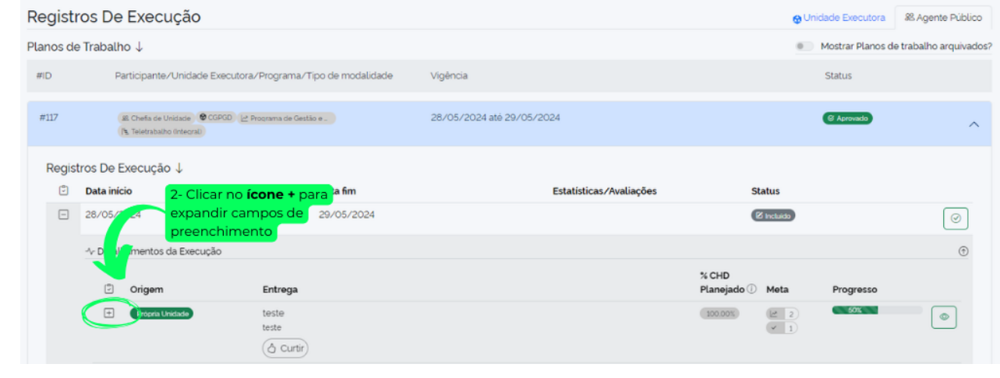 Registros De Execução
Unidade Executora
Agente Público
Planos de Trabalho ↓
Mostrar Planos de trabalho arquivados?
#ID Participante/Unidade Executora/Programa/Tipo de modalidade Vigência Status
#117 Chefia de Unidade CGPGD Programa de Gestão e... 28/05/2024 até 29/05/2024 Aprovado
Teletrabalho (Integral)
Registros De Execução ↓
Data início fim Estatísticas/Avaliações Status
2- Clicar no ícone + para
expandir campos de
preenchimento
28/05/ 29/05/2024 Incluído
mentos da Execução
% CHD
Origem Entrega Planejado Meta Progresso
Própria Unidade teste 100.00% 2 50%
teste 1
Curtir